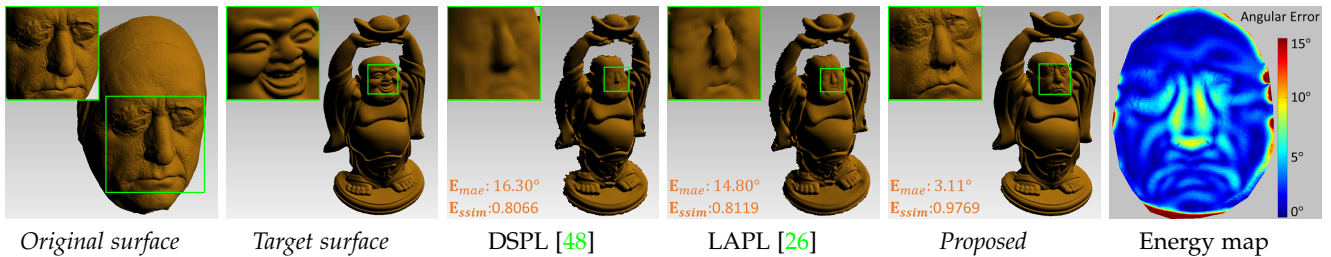 Angular Error
15°
10°
5°
0°
E_mae: 16.30°
E_ssim:0.8066
E_mae: 14.80°
E_ssim:0.8119
E_mae: 3.11°
E_ssim:0.9769
Original surface
Target surface
DSPL [48]
LAPL [26]
Proposed
Energy map